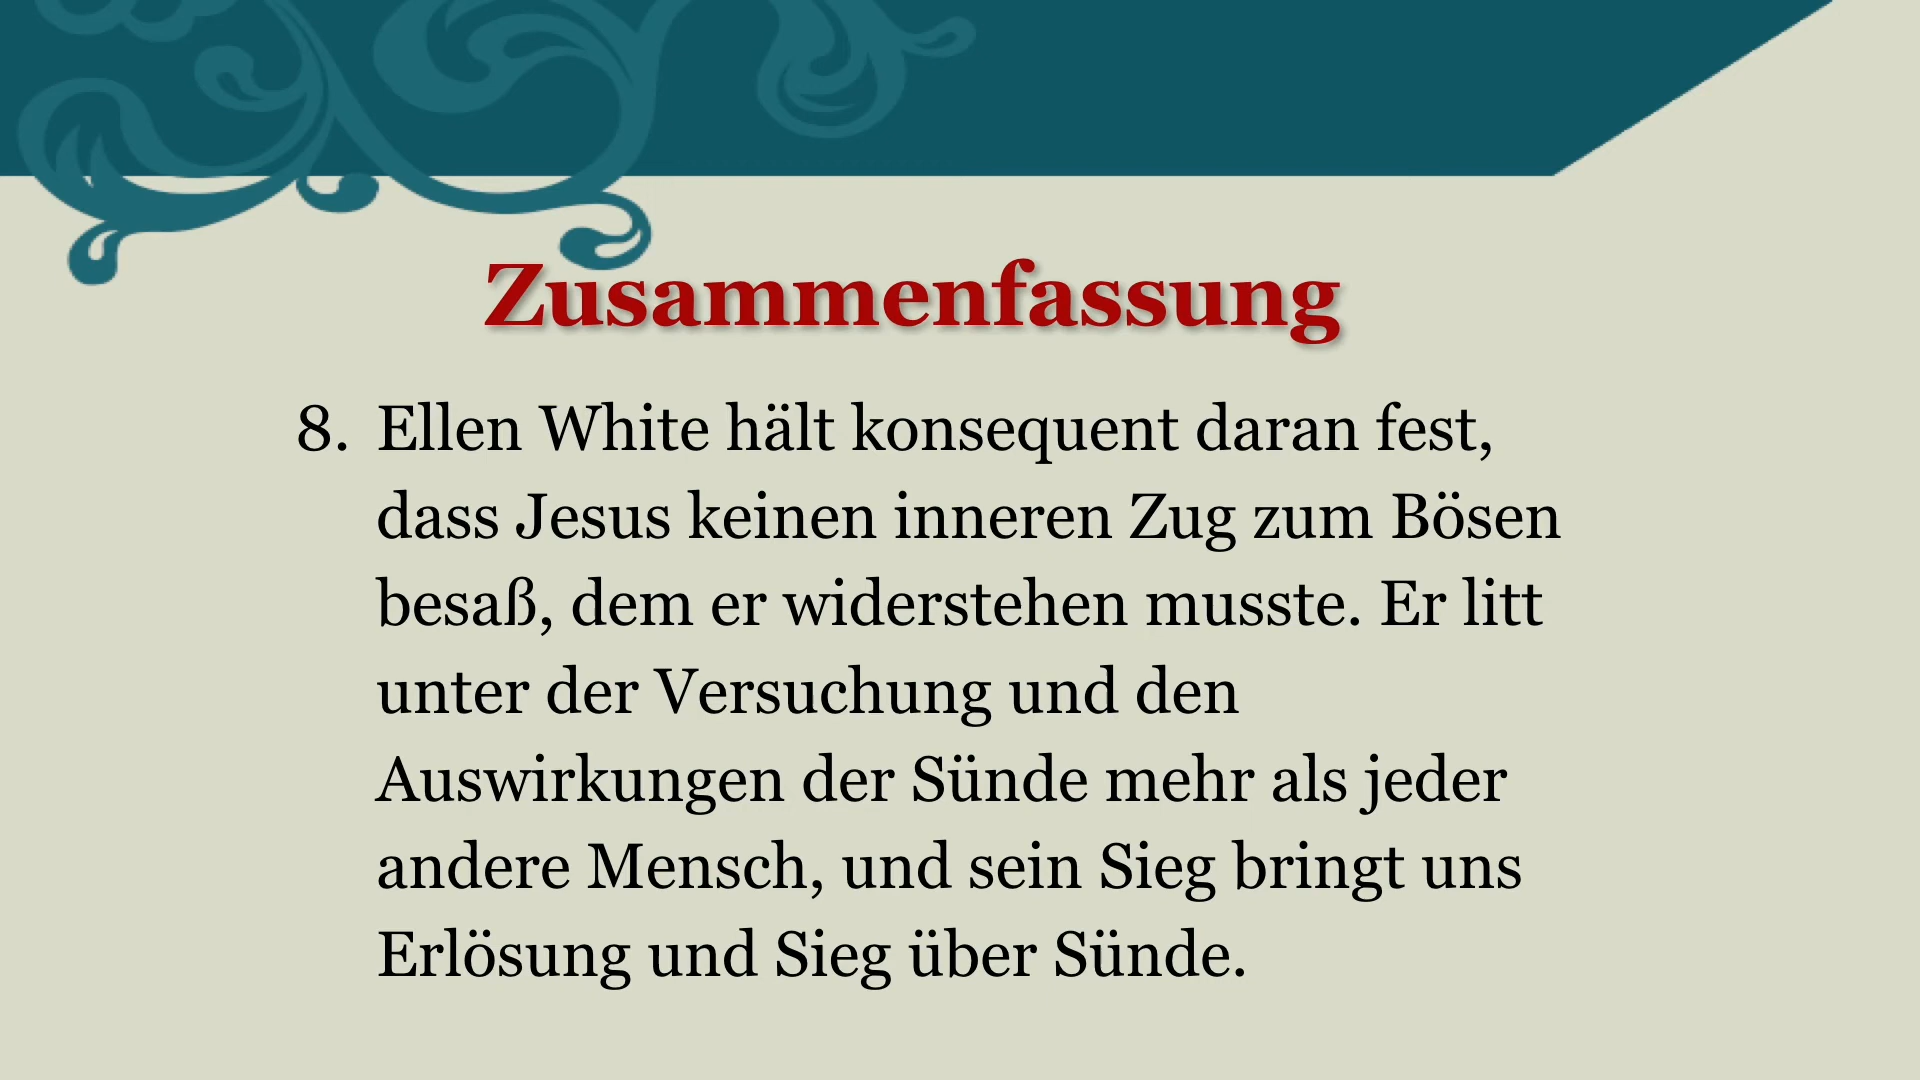 Zusammenfassung
8. Ellen White hält konsequent daran fest,
dass Jesus keinen inneren Zug zum Bösen
besaß, dem er widerstehen musste. Er litt
unter der Versuchung und den
Auswirkungen der Sünde mehr als jeder
andere Mensch, und sein Sieg bringt uns
Erlösung und Sieg über Sünde.